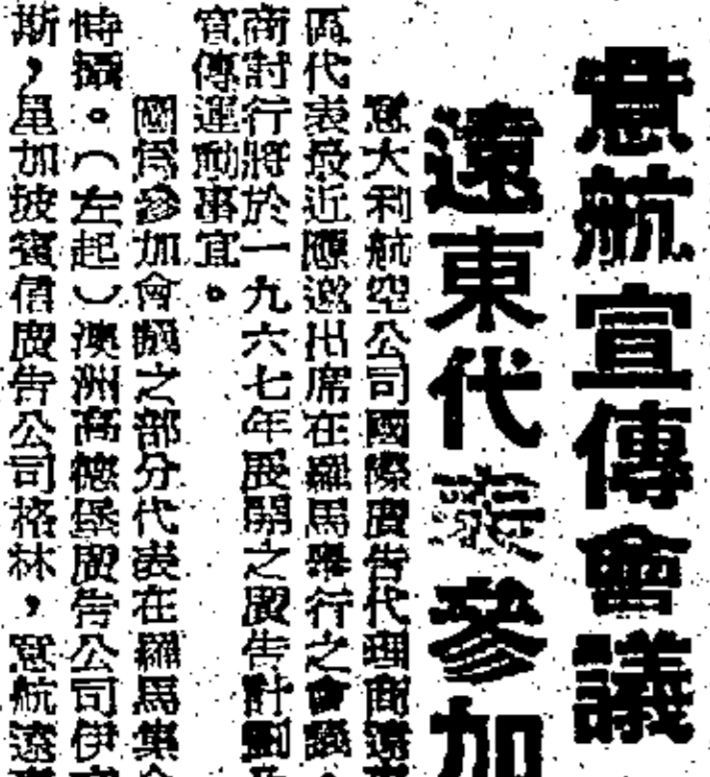 意航宣傳會議
遠東代表參加
意大利航空公司國際廣告代理商遠
區代表最近應邀出席在羅馬舉行之會議，
商討行將於一九六七年展開之廣告計劃及
宣傳運動事宜。
圖爲參加會議之部分代表在羅馬集會
時攝。（左起）澳洲高德堡廣告公司伊
斯，星加披賓信廣告公司格林，意航遠